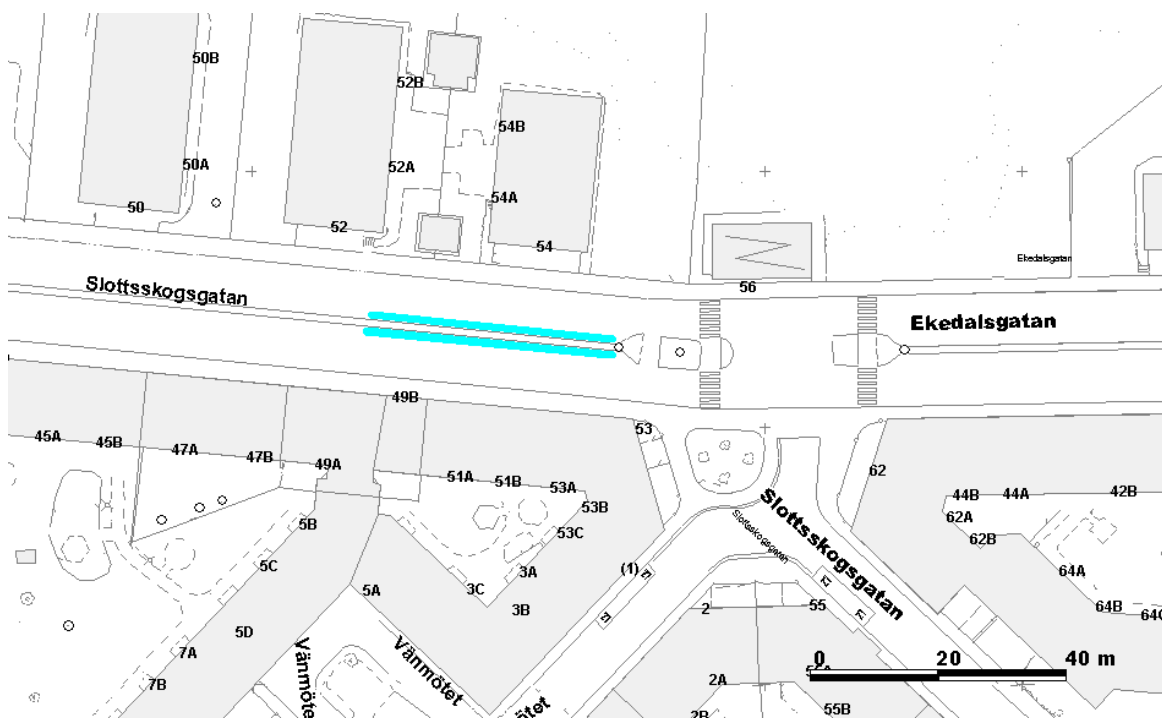 50B
52B
54B
50A
52A
54A
50
52
54
Ekedalsgatan
56
Slottsskogsgatan
Ekedalsgatan
49B
53
45A
45B
47A
47B
49A
51A
51B
53A
53B
53C
62
44B
44A
42B
62A
62B
Slottsskogsgatan
Slottsskogsgatan
5B
5C
5A
5D
3C
3A
3B
(1)
64A
64B
64C
2
55
7A
7B
Vänmötet
Vänmötet
0 20 40 m
2A
2B
55B